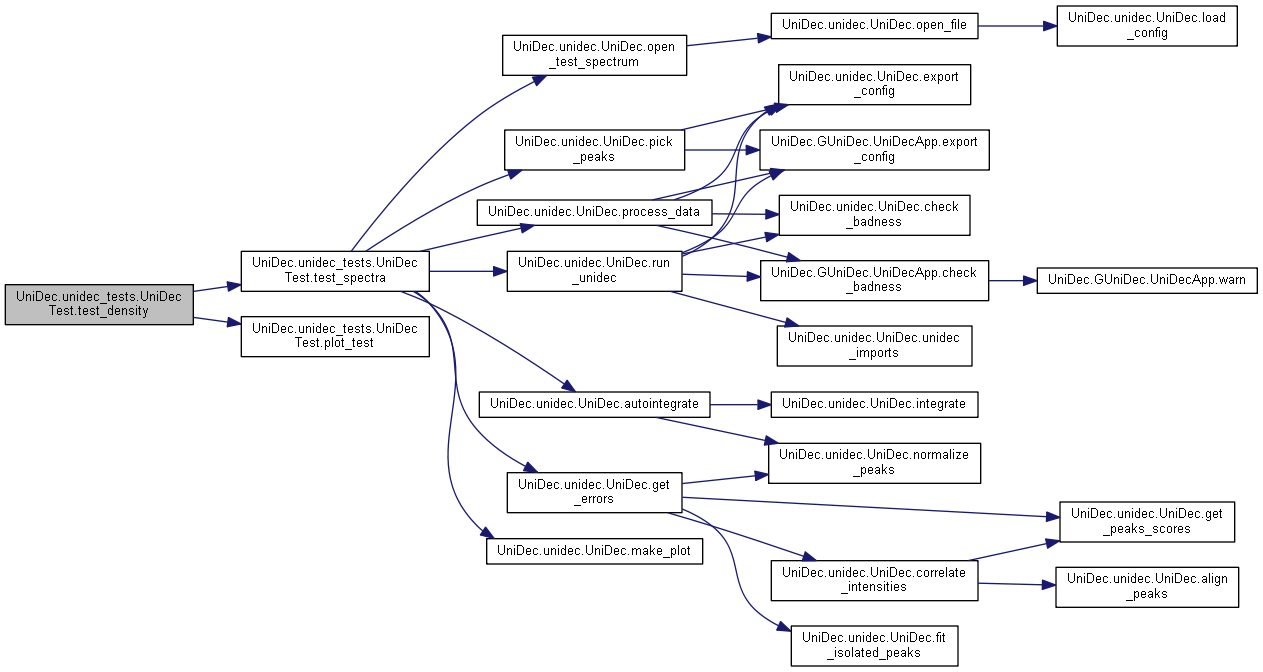 UniDec.unidec_tests.UniDec
Test.test_density
UniDec.unidec_tests.UniDec
Test.test_spectra
UniDec.unidec_tests.UniDec
Test.plot_test
UniDec.unidec.UniDec.open
_test_spectrum
UniDec.unidec.UniDec.pick
_peaks
UniDec.unidec.UniDec.process_data
UniDec.unidec.UniDec.run
_unidec
UniDec.unidec.UniDec.autointegrate
UniDec.unidec.UniDec.get
_errors
UniDec.unidec.UniDec.make_plot
UniDec.unidec.UniDec.open_file
UniDec.unidec.UniDec.export
_config
UniDec.GUniDec.UniDecApp.export
_config
UniDec.unidec.UniDec.check
_badness
UniDec.GUniDec.UniDecApp.check
_badness
UniDec.unidec.UniDec.unidec
_imports
UniDec.unidec.UniDec.integrate
UniDec.unidec.UniDec.normalize
_peaks
UniDec.unidec.UniDec.correlate
_intensities
UniDec.unidec.UniDec.fit
_isolated_peaks
UniDec.unidec.UniDec.load
_config
UniDec.GUniDec.UniDecApp.warn
UniDec.unidec.UniDec.get
_peaks_scores
UniDec.unidec.UniDec.align
_peaks